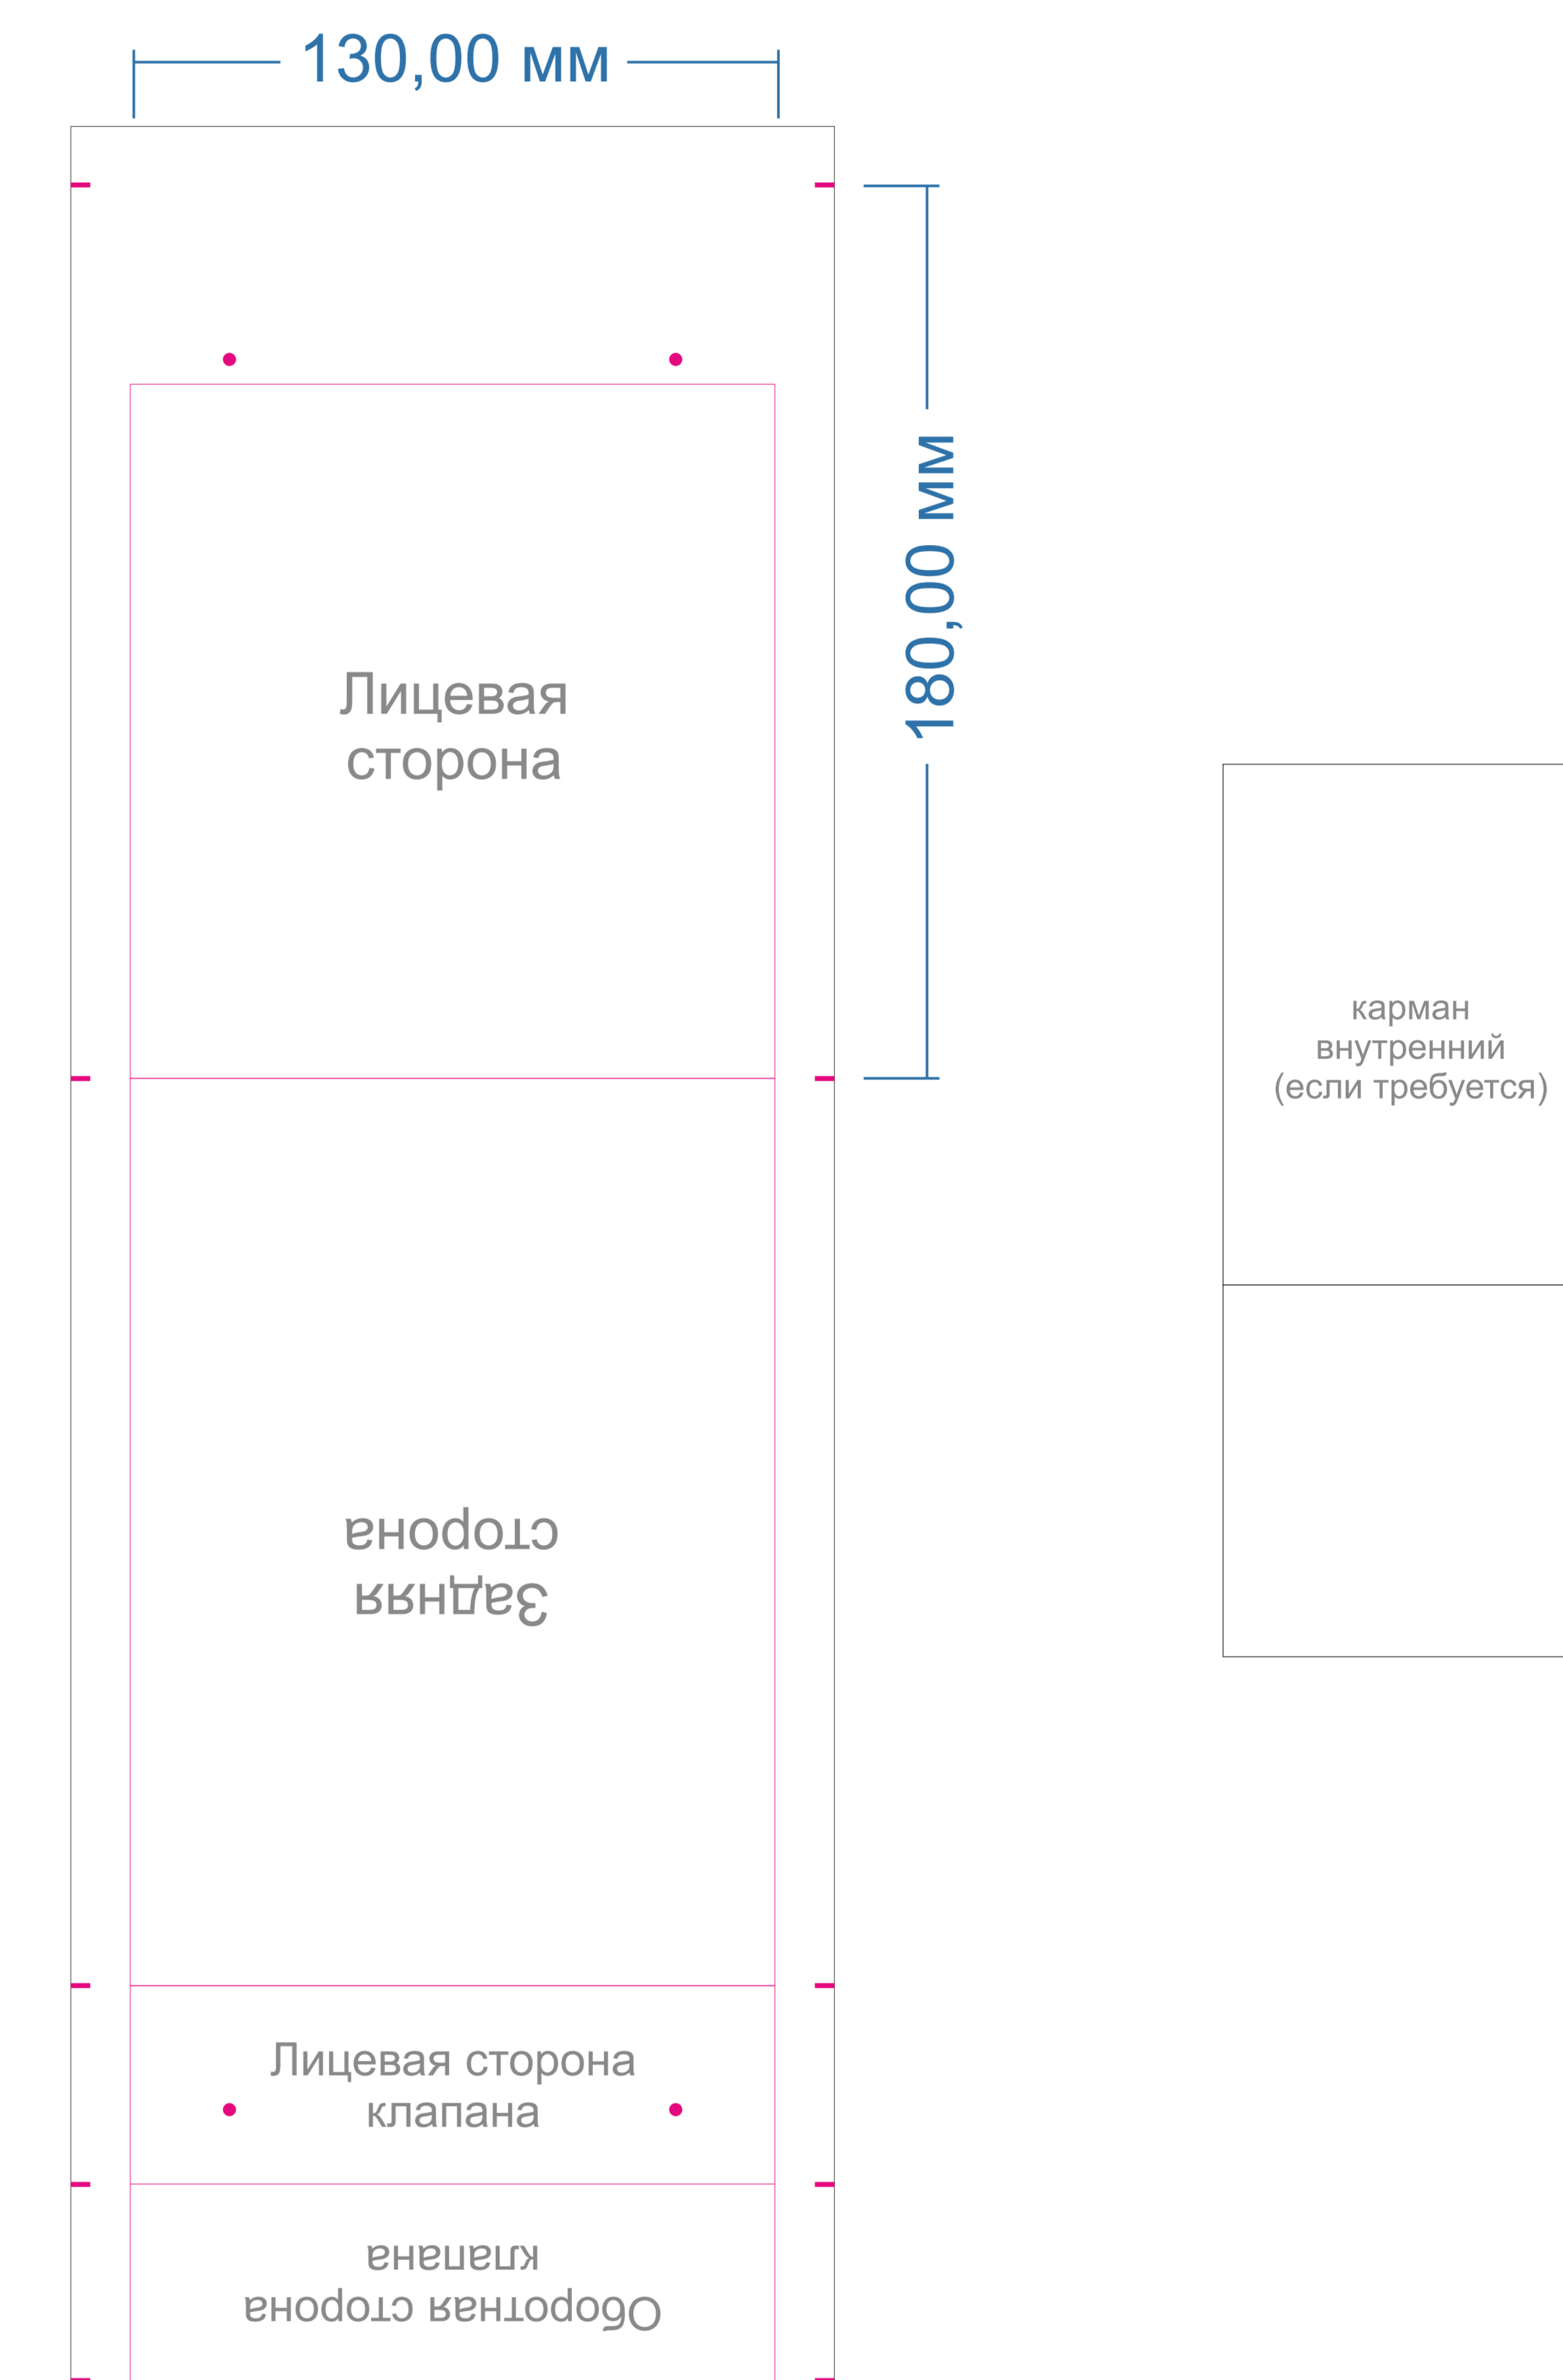 130,00 мм
180,00 мм
Лицевая
сторона
карман
внутренний
(если требуется)
Задняя
сторона
Лицевая сторона
клапана
Обортная сторона
клапана